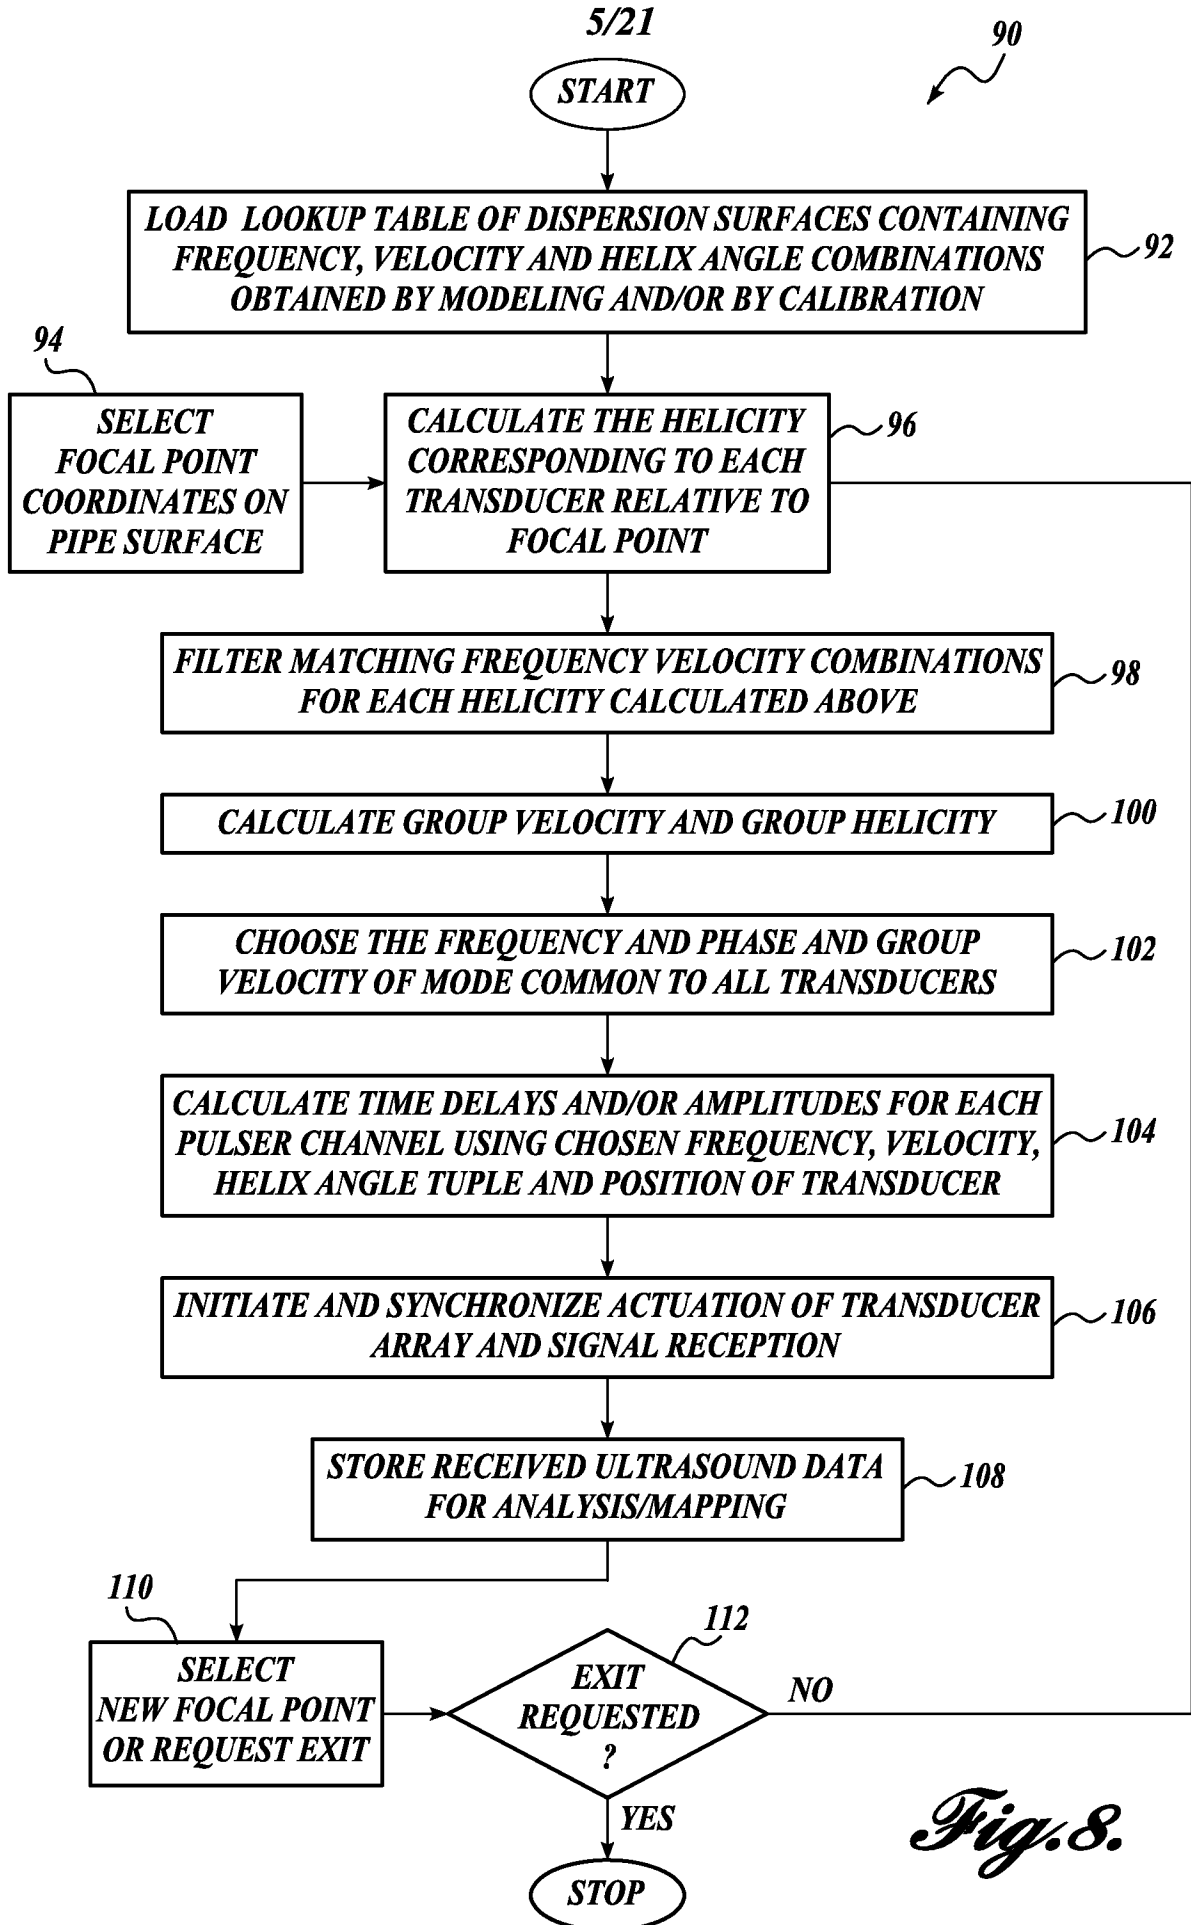 5/21
90
START
LOAD LOOKUP TABLE OF DISPERSION SURFACES CONTAINING
FREQUENCY, VELOCITY AND HELIX ANGLE COMBINATIONS
OBTAINED BY MODELING AND/OR BY CALIBRATION
92
94
SELECT
FOCAL POINT
COORDINATES ON
PIPE SURFACE
CALCULATE THE HELICITY
CORRESPONDING TO EACH
TRANSDUCER RELATIVE TO
FOCAL POINT
96
FILTER MATCHING FREQUENCY VELOCITY COMBINATIONS
FOR EACH HELICITY CALCULATED ABOVE
98
CALCULATE GROUP VELOCITY AND GROUP HELICITY
100
CHOOSE THE FREQUENCY AND PHASE AND GROUP
VELOCITY OF MODE COMMON TO ALL TRANSDUCERS
102
CALCULATE TIME DELAYS AND/OR AMPLITUDES FOR EACH
PULSER CHANNEL USING CHOSEN FREQUENCY, VELOCITY,
HELIX ANGLE TUPLE AND POSITION OF TRANSDUCER
104
INITIATE AND SYNCHRONIZE ACTUATION OF TRANSDUCER
ARRAY AND SIGNAL RECEPTION
106
STORE RECEIVED ULTRASOUND DATA
FOR ANALYSIS/MAPPING
108
110
SELECT
NEW FOCAL POINT
OR REQUEST EXIT
112
EXIT
REQUESTED
?
NO
YES
STOP
Fig.8.